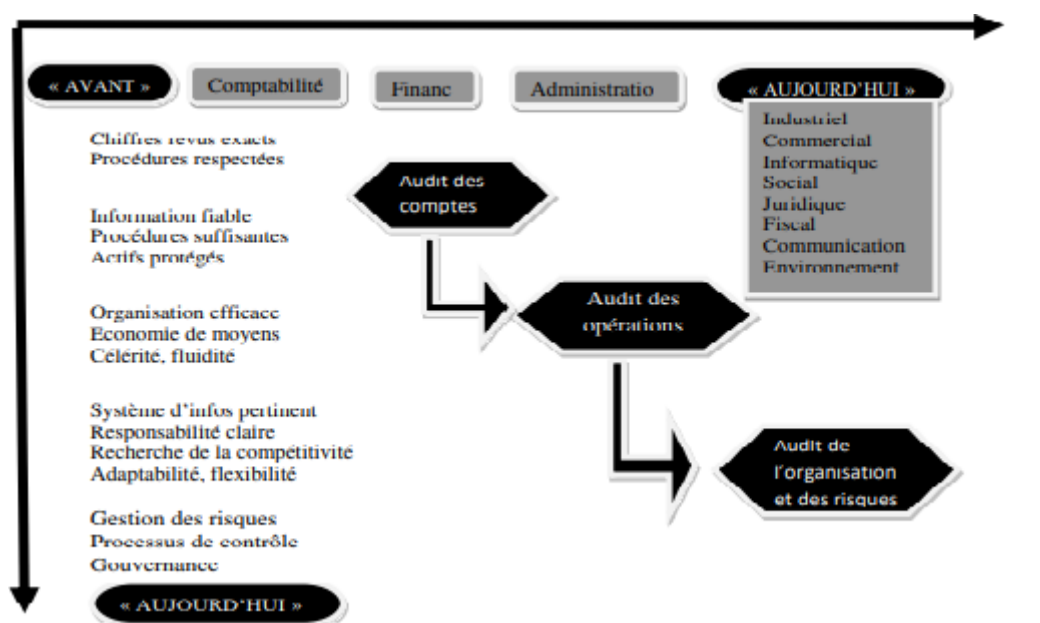 « AVANT »
Comptabilité
Financ
Administratio
« AUJOURD'HUI »
Industriel
Commercial
Informatique
Social
Juridique
Fiscal
Communication
Environnement
Chiffres revus exacts
Procédures respectées
Audit des
comptes
Information fiable
Procédures suffisantes
Actifs protégés
Audit des
opérations
Organisation efficace
Economie de moyens
Célérité, fluidité
Système d'infos pertinent
Responsabilité claire
Recherche de la compétitivité
Adaptabilité, flexibilité
Audit de
l'organisation
et des risques
Gestion des risques
Processus de contrôle
Gouvernance
« AUJOURD'HUI »